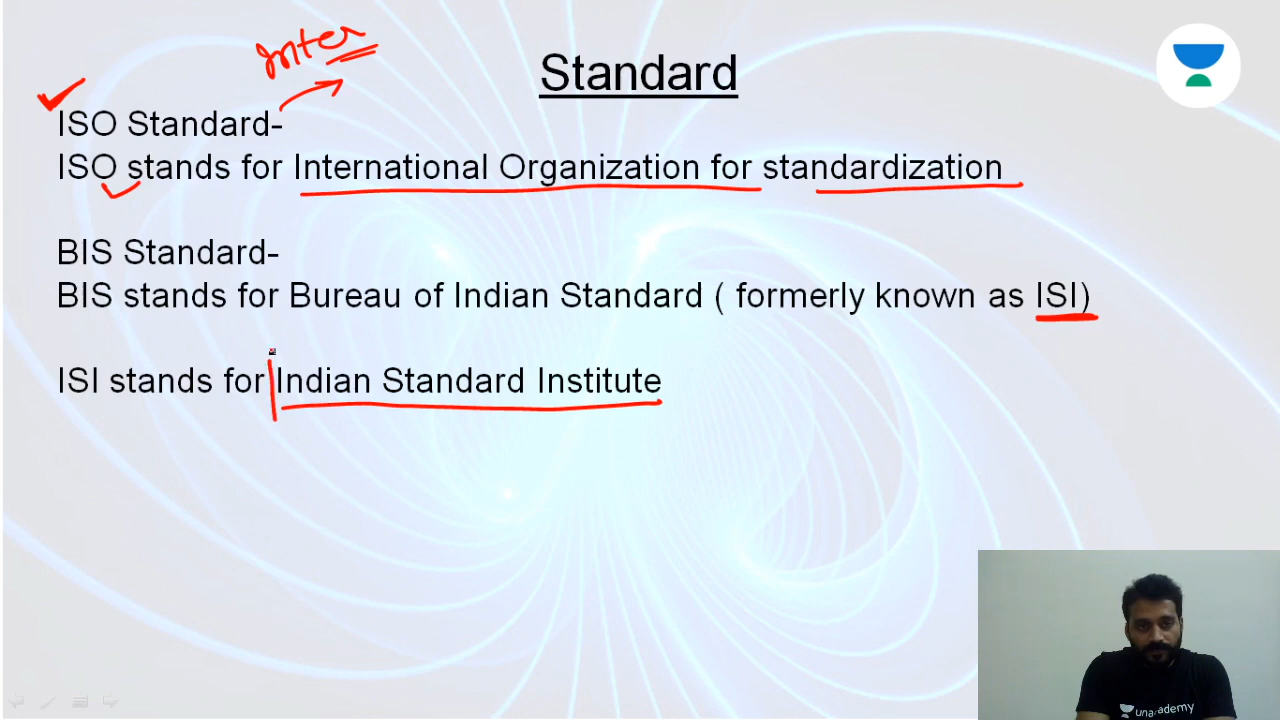 Inter
Standard
ISO Standard-
ISO stands for International Organization for standardization
BIS Standard-
BIS stands for Bureau of Indian Standard ( formerly known as ISI)
ISI stands for Indian Standard Institute
unacademy